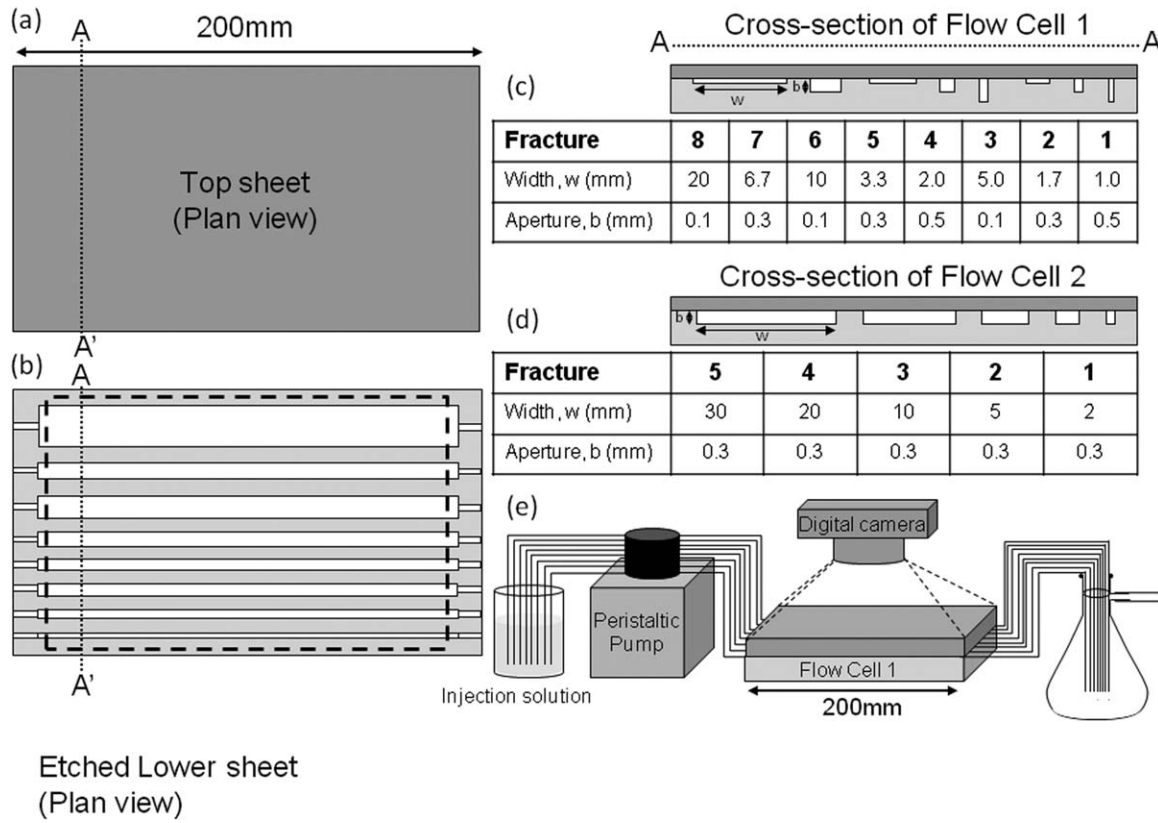 (a)
A
200mm
Top sheet
(Plan view)
A'
(b)
A
A'
Etched Lower sheet
(Plan view)
Cross-section of Flow Cell 1
A
A'
(c)
w
b
Fracture 8 7 6 5 4 3 2 1
Width, w (mm) 20 6.7 10 3.3 2.0 5.0 1.7 1.0
Aperture, b (mm) 0.1 0.3 0.1 0.3 0.5 0.1 0.3 0.5
Cross-section of Flow Cell 2
(d)
b
w
Fracture 5 4 3 2 1
Width, w (mm) 30 20 10 5 2
Aperture, b (mm) 0.3 0.3 0.3 0.3 0.3
(e)
Digital camera
Peristaltic
Pump
Injection solution
Flow Cell 1
200mm